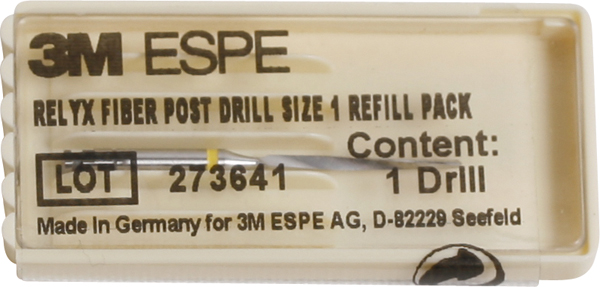 3M ESPE
RELYX FIBER POST DRILL SIZE 1 REFILL PACK
Content:
LOT 273641 1 Drill
Made in Germany for 3M ESPE AG, D-82229 Seefeld